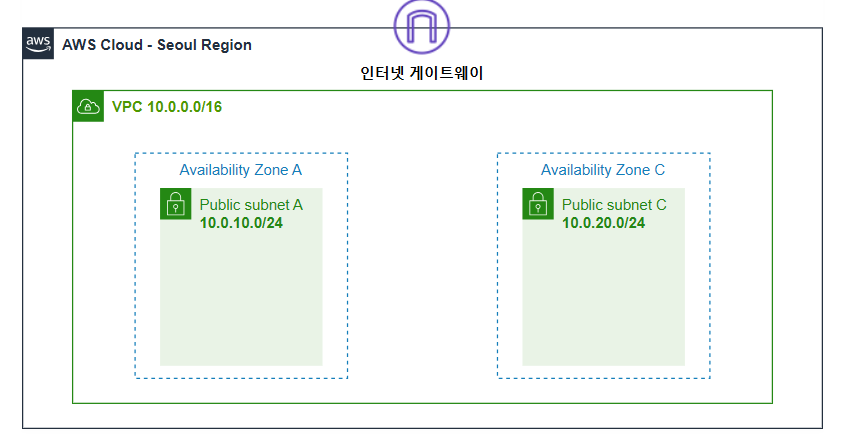 aws
AWS Cloud - Seoul Region
인터넷 게이트웨이
VPC 10.0.0.0/16
Availability Zone A
Public subnet A
10.0.10.0/24
Availability Zone C
Public subnet C
10.0.20.0/24